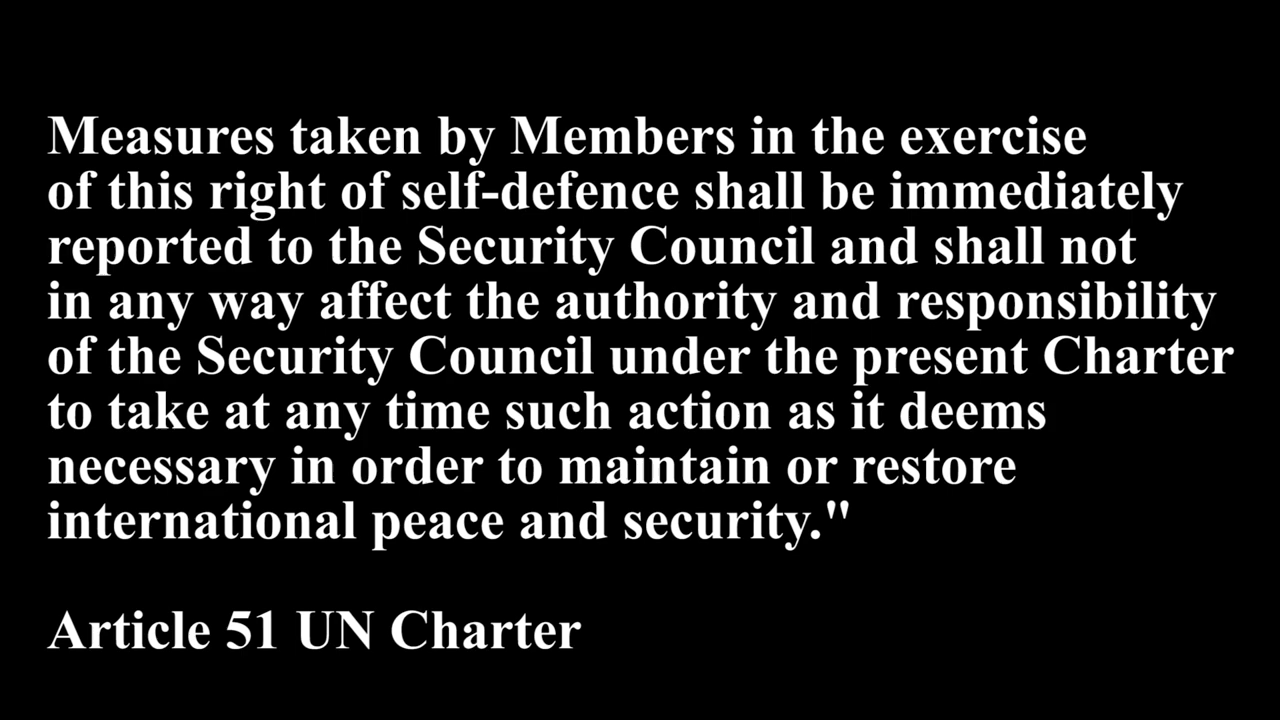 Measures taken by Members in the exercise
of this right of self-defence shall be immediately
reported to the Security Council and shall not
in any way affect the authority and responsibility
of the Security Council under the present Charter
to take at any time such action as it deems
necessary in order to maintain or restore
international peace and security."
Article 51 UN Charter